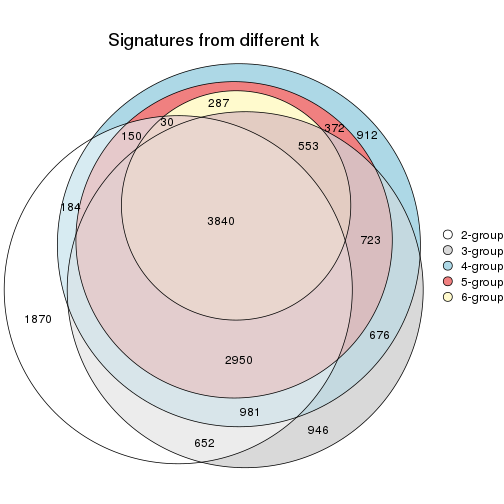 Signatures from different k
287
30
372
912
150
553
184
3840
723
2-group
3-group
4-group
5-group
6-group
1870
676
2950
981
946
652